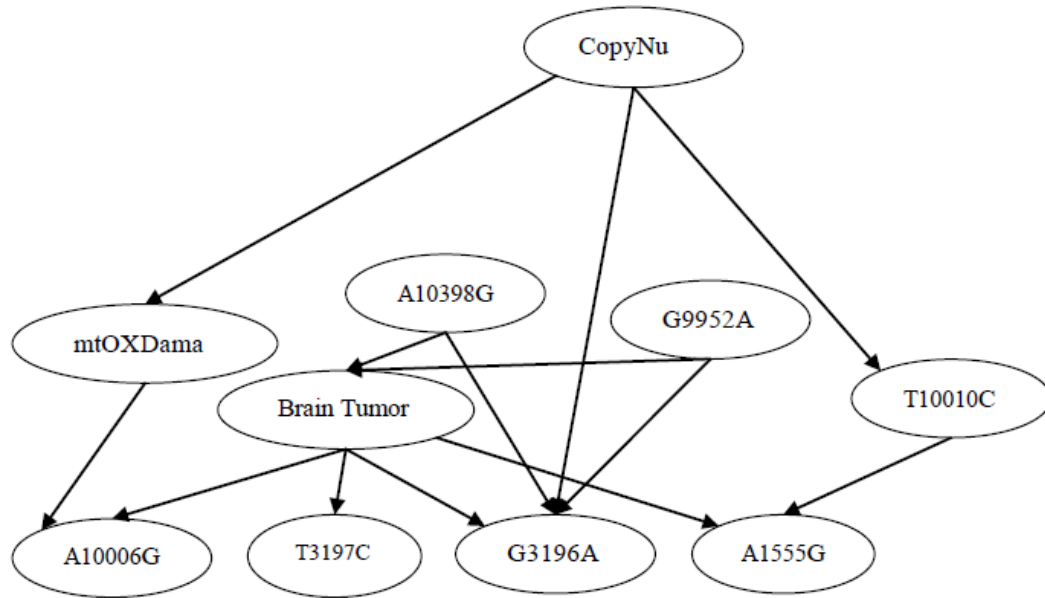 CopyNu
A10398G
G9952A
mtOXDama
Brain Tumor
T10010C
A10006G
T3197C
G3196A
A1555G